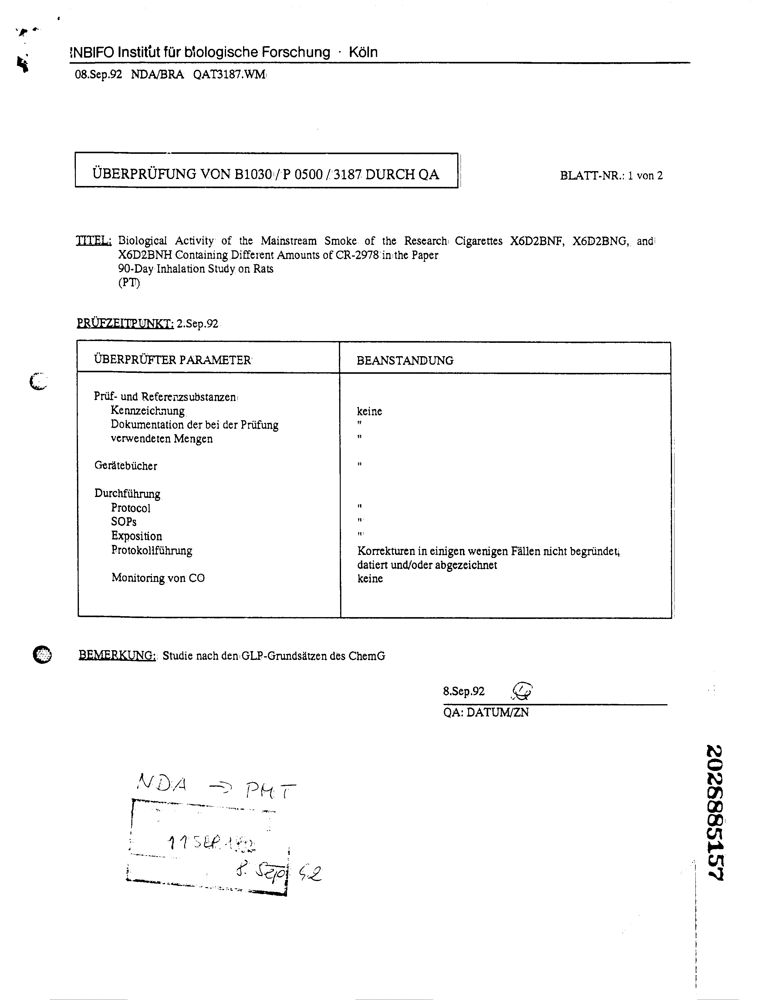 INBIFO Institut für biologische Forschung · Köln
08.Sep.92 NDA/BRA QAT3187.WM
ÜBERPRÜFUNG VON B1030 / P 0500 / 3187 DURCH QA
BLATT-NR.: 1 von 2
TITEL: Biological Activity of the Mainstream Smoke of the Research Cigarettes X6D2BNF, X6D2BNG, and
X6D2BNH Containing Different Amounts of CR-2978 in the Paper
90-Day Inhalation Study on Rats
(PT)
PRÜFZEITPUNKT: 2.Sep.92
ÜBERPRÜFTER PARAMETER BEANSTANDUNG
Prüf- und Referenzsubstanzen
Kennzeichnung keine
Dokumentation der bei der Prüfung "
verwendeten Mengen "
Gerätebücher "
Durchführung
Protocol "
SOPs "
Exposition "
Protokollführung Korrekturen in einigen wenigen Fällen nicht begründet,
datiert und/oder abgezeichnet
Monitoring von CO keine
BEMERKUNG: Studie nach den GLP-Grundsätzen des ChemG
8.Sep.92
QA: DATUM/ZN
NDA → PMT
11 SEP. 1992
8. Sep 92
2028885157